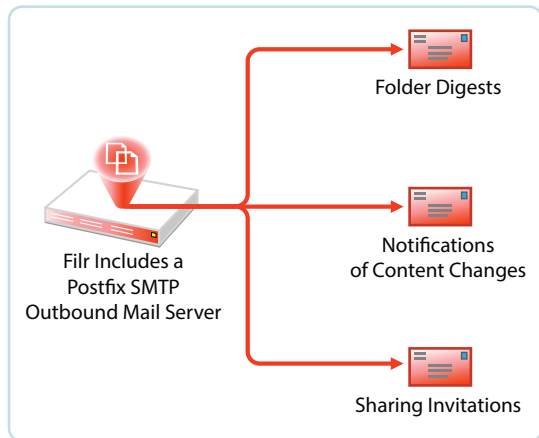 Folder Digests
Filr Includes a
Postfix SMTP
Outbound Mail Server
Notifications
of Content Changes
Sharing Invitations